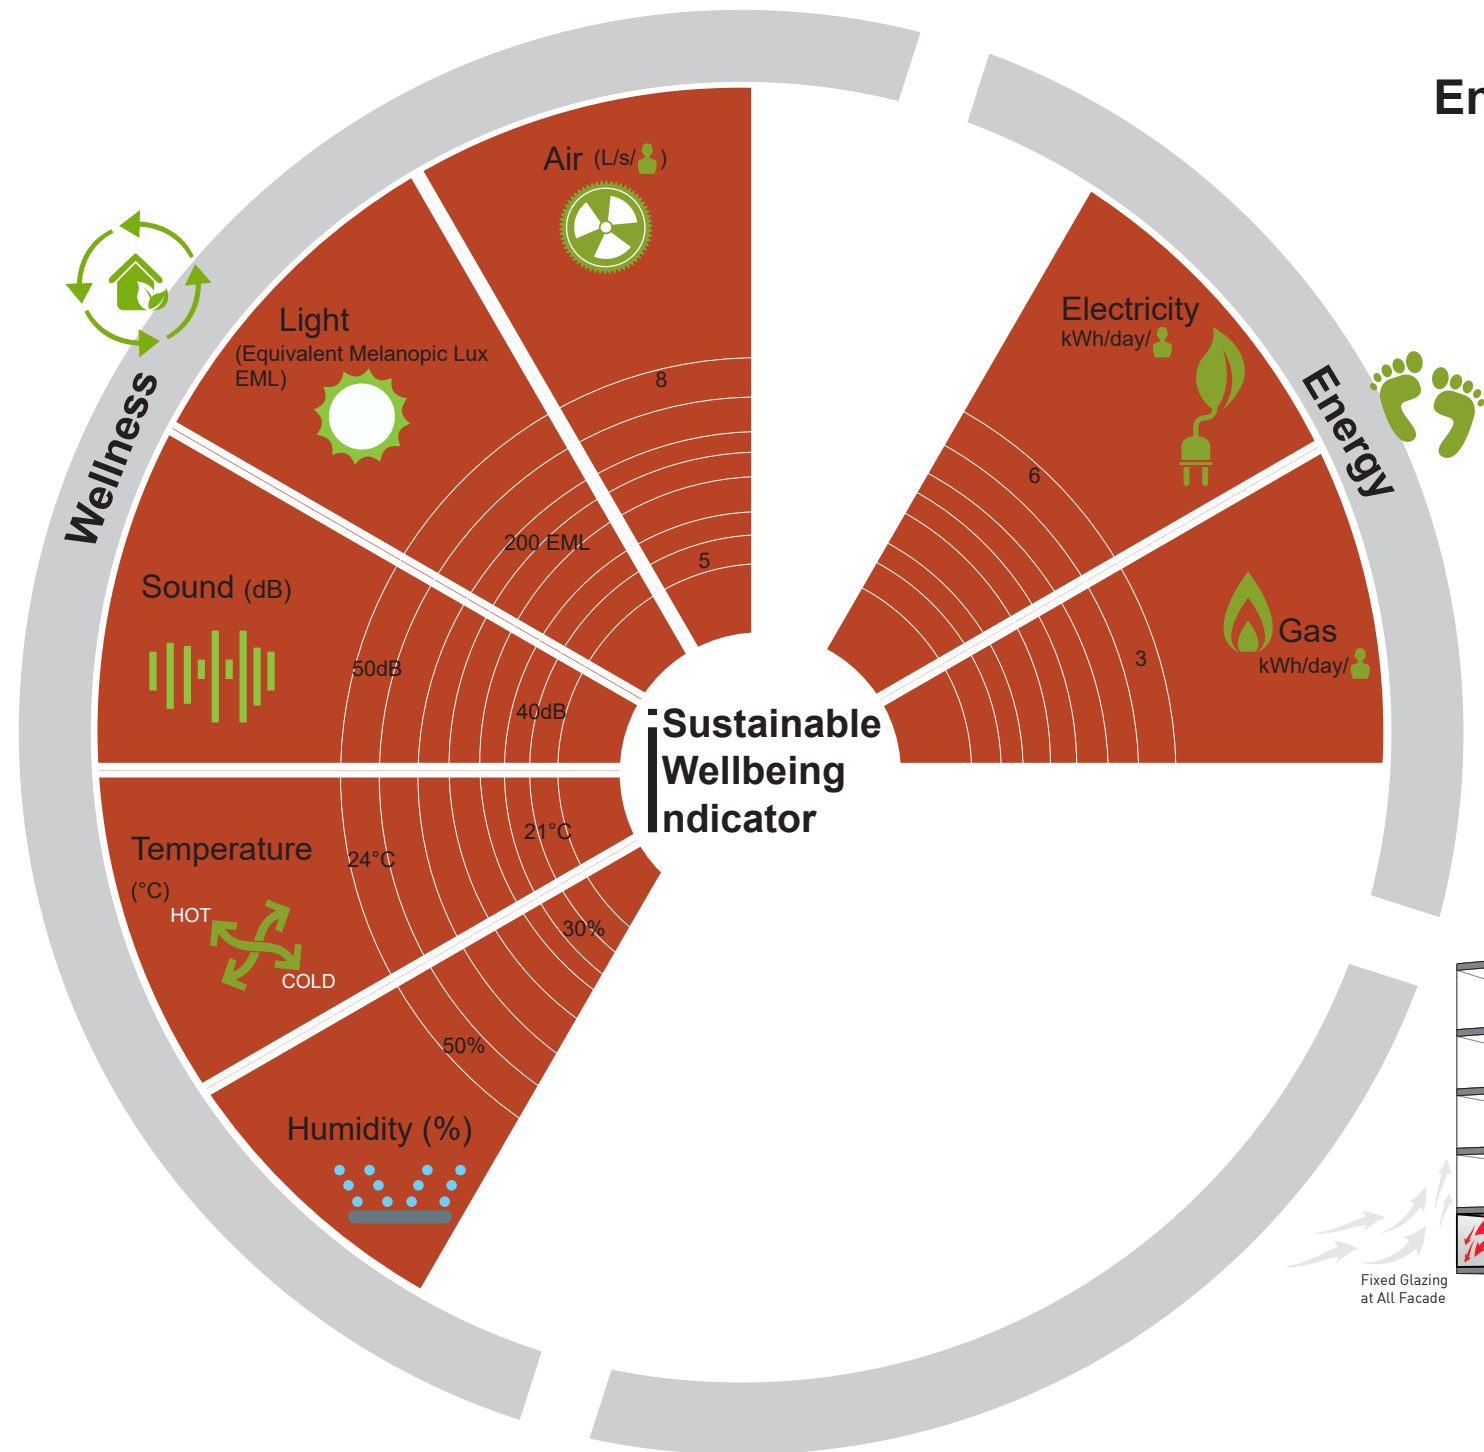 En
Air (L/s/ )
8
5
Light
(Equivalent Melanopic Lux
EML)
200 EML
Wellness
Sound (dB)
50dB
40dB
Temperature
(°C)
HOT
COLD
24°C
21°C
30%
50%
Humidity (%)
Sustainable
Wellbeing
Indicator
Electricity
kWh/day/
6
Energy
Gas
kWh/day/
3
Fixed Glazing
at All Facade